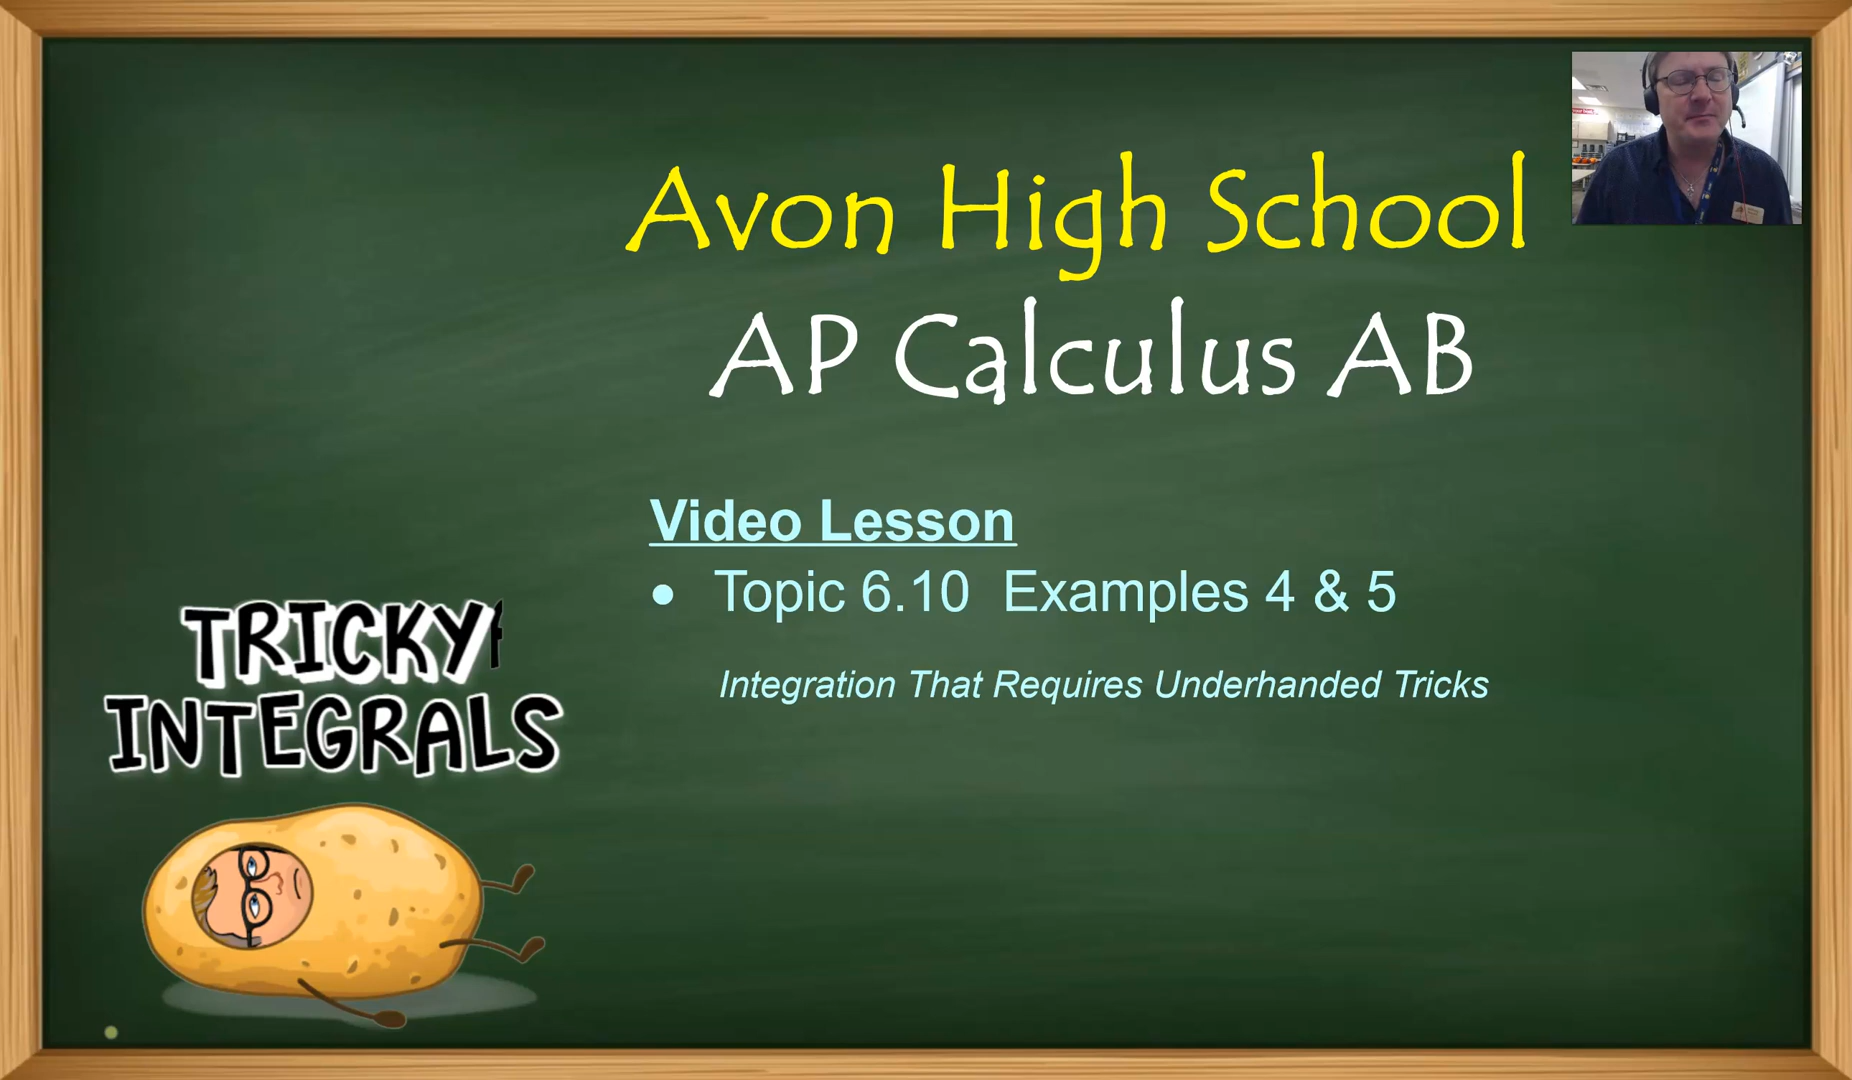 Avon High School
AP Calculus AB
Video Lesson
• Topic 6.10 Examples 4 & 5
Integration That Requires Underhanded Tricks
TRICKY
INTEGRALS